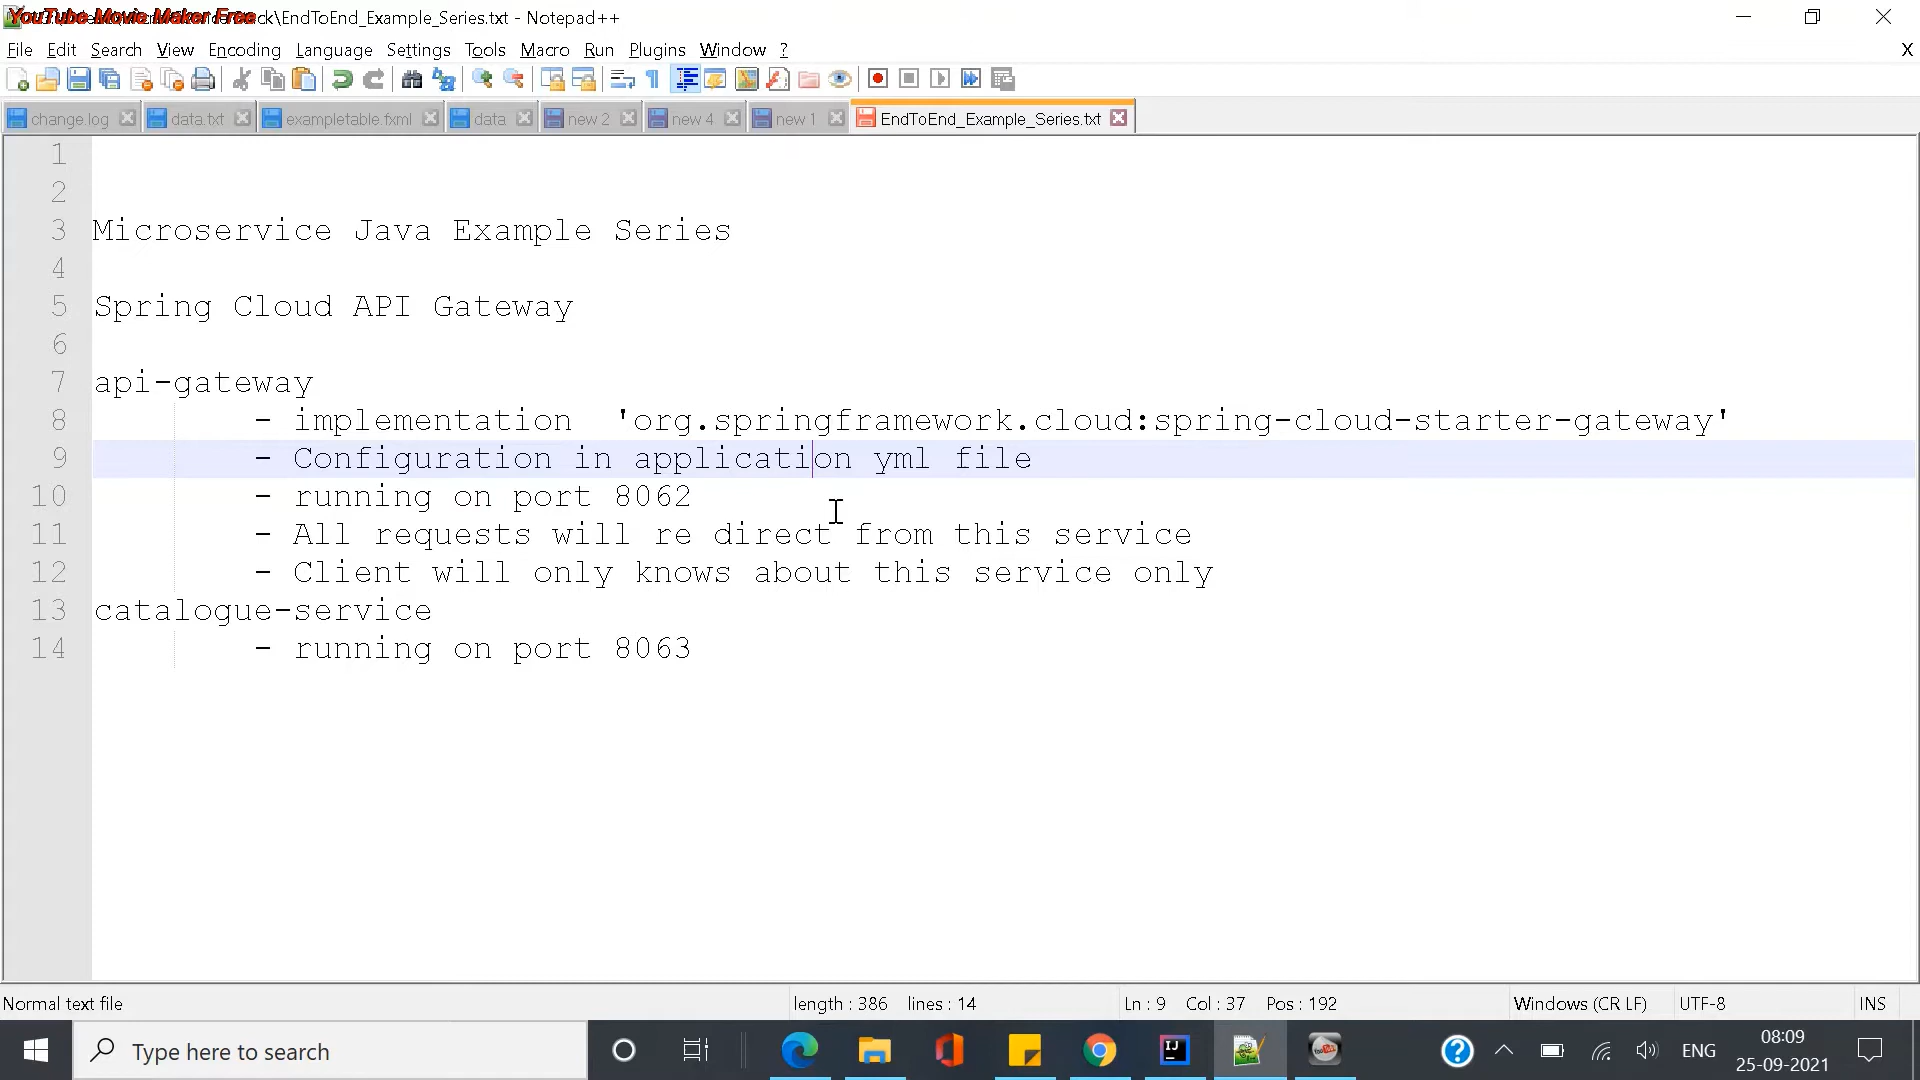 YouTube Movie Maker Free
k\EndToEnd_Example_Series.txt - Notepad++
File Edit Search View Encoding Language Settings Tools Macro Run Plugins Window ? X
change.log data.txt exampletable.fxml data new 2 new 4 new 1 EndToEnd_Example_Series.txt
1
2
3 Microservice Java Example Series
4
5 Spring Cloud API Gateway
6
7 api-gateway
8 - implementation 'org.springframework.cloud:spring-cloud-starter-gateway'
9 - Configuration in application yml file
10 - running on port 8062
11 - All requests will re direct from this service
12 - Client will only knows about this service only
13 catalogue-service
14 - running on port 8063
Normal text file length : 386 lines : 14 Ln : 9 Col : 37 Pos : 192 Windows (CR LF) UTF-8 INS
Type here to search ENG 08:09
25-09-2021